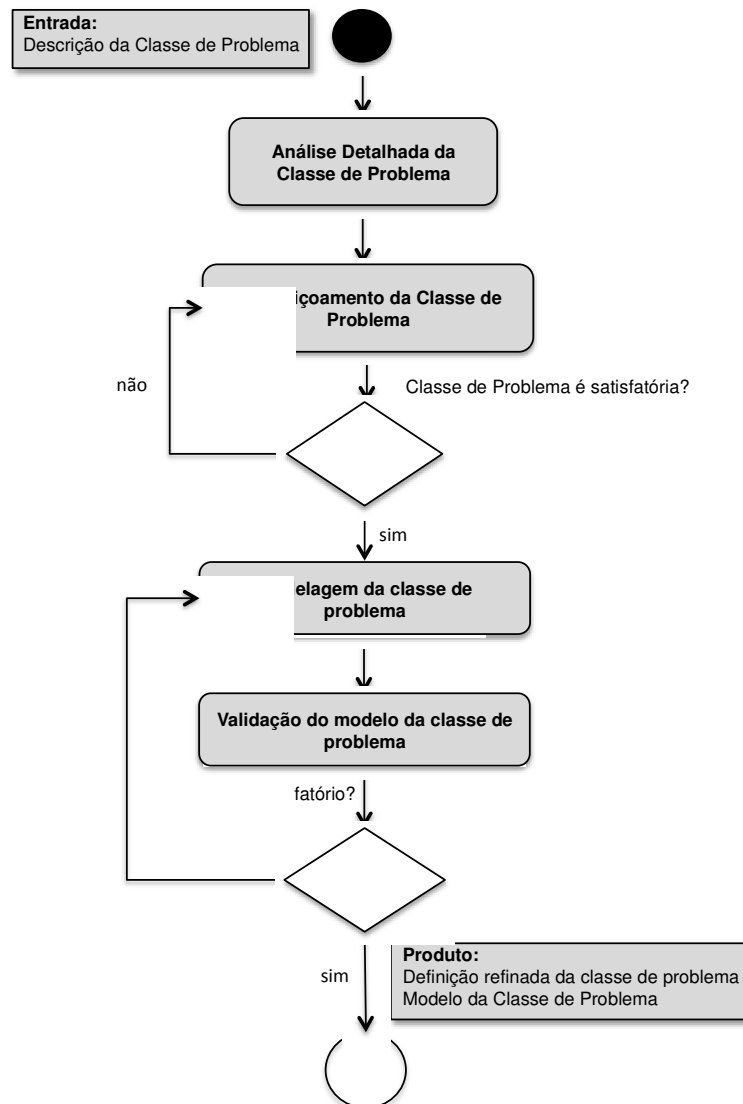 Entrada:
Descrição da Classe de Problema
Análise Detalhada da
Classe de Problema
içoamento da Classe de
Problema
não
Classe de Problema é satisfatória?
sim
elagem da classe de
problema
Validação do modelo da classe de
problema
fatório?
sim
Produto:
Definição refinada da classe de problema
Modelo da Classe de Problema